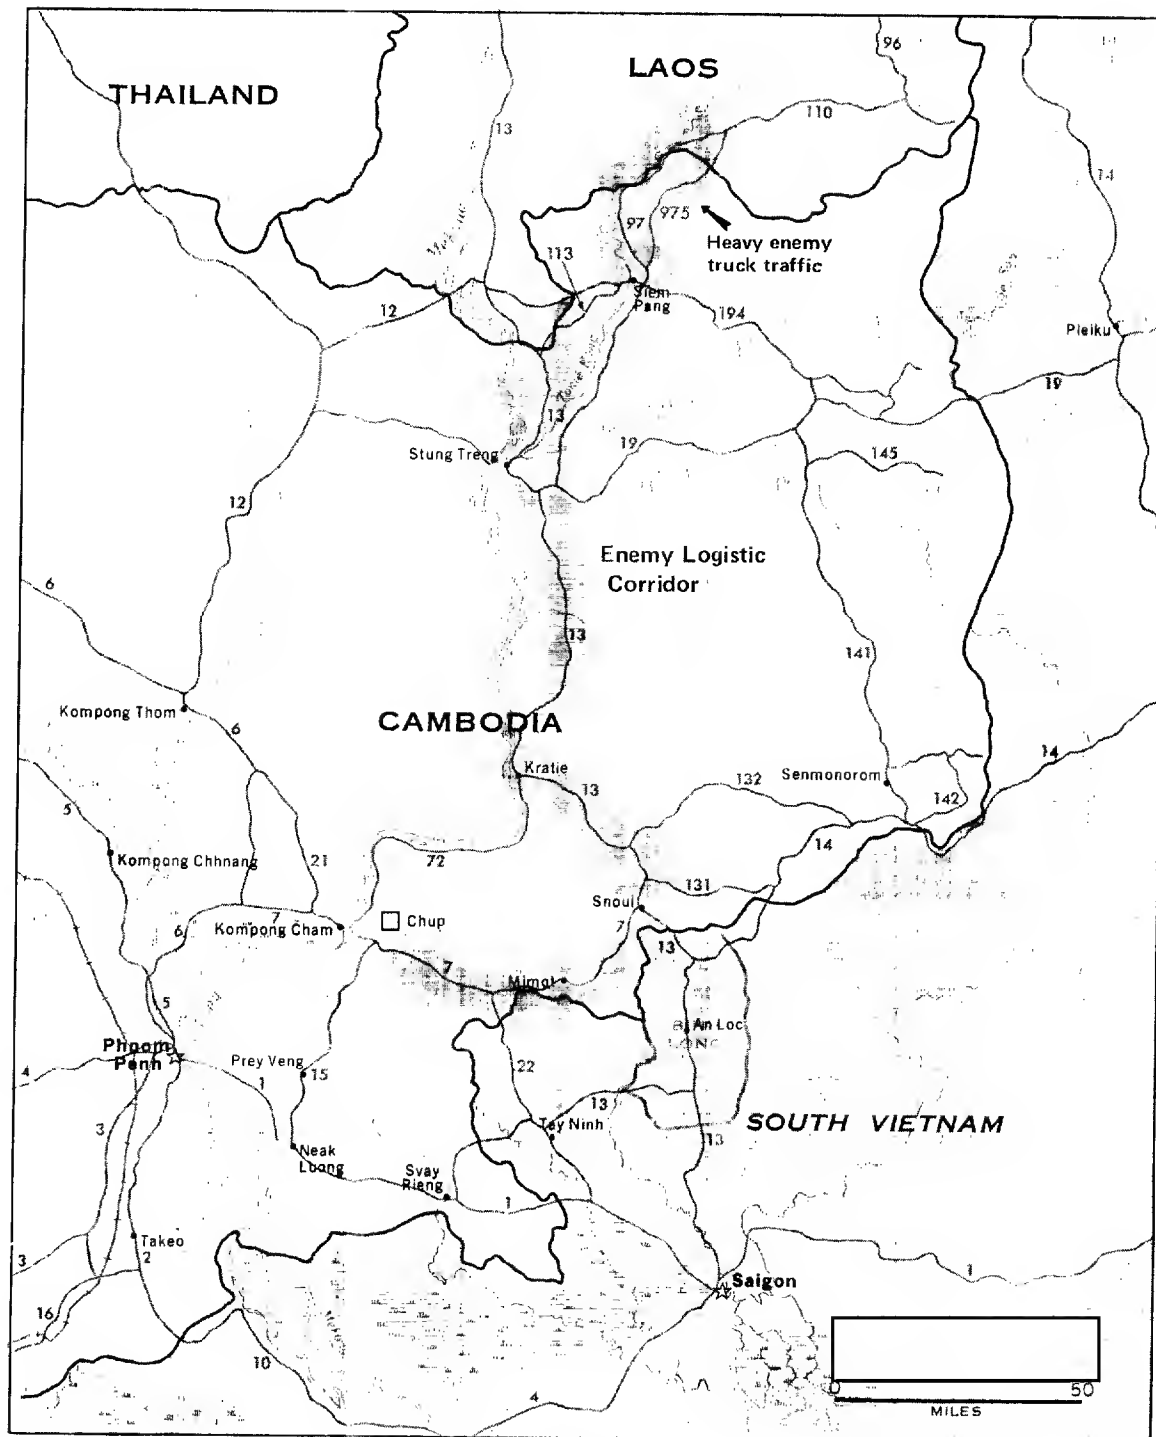 96
LAOS
THAILAND
13
110
14
97
975
Heavy enemy
truck traffic
113
Siem
Pang
12
194
Pleiku
19
13
Stung Treng
19
145
12
Enemy Logistic
Corridor
6
13
141
Kompong Thom
6
CAMBODIA
14
Kratie
13
132
Senmonorom
142
5
Kompong Chhnang
21
72
14
131
Snoul
7
Kompong Cham
Chup
7
6
13
7
Mimot
5
An Loc
LONG
Phnom
Penh
Prey Veng
15
22
4
1
13
3
Tay Ninh
SOUTH VIETNAM
13
Neak
Luong
Svay
Rieng
1
Takeo
2
3
1
Saigon
16
10
4
0
50
MILES